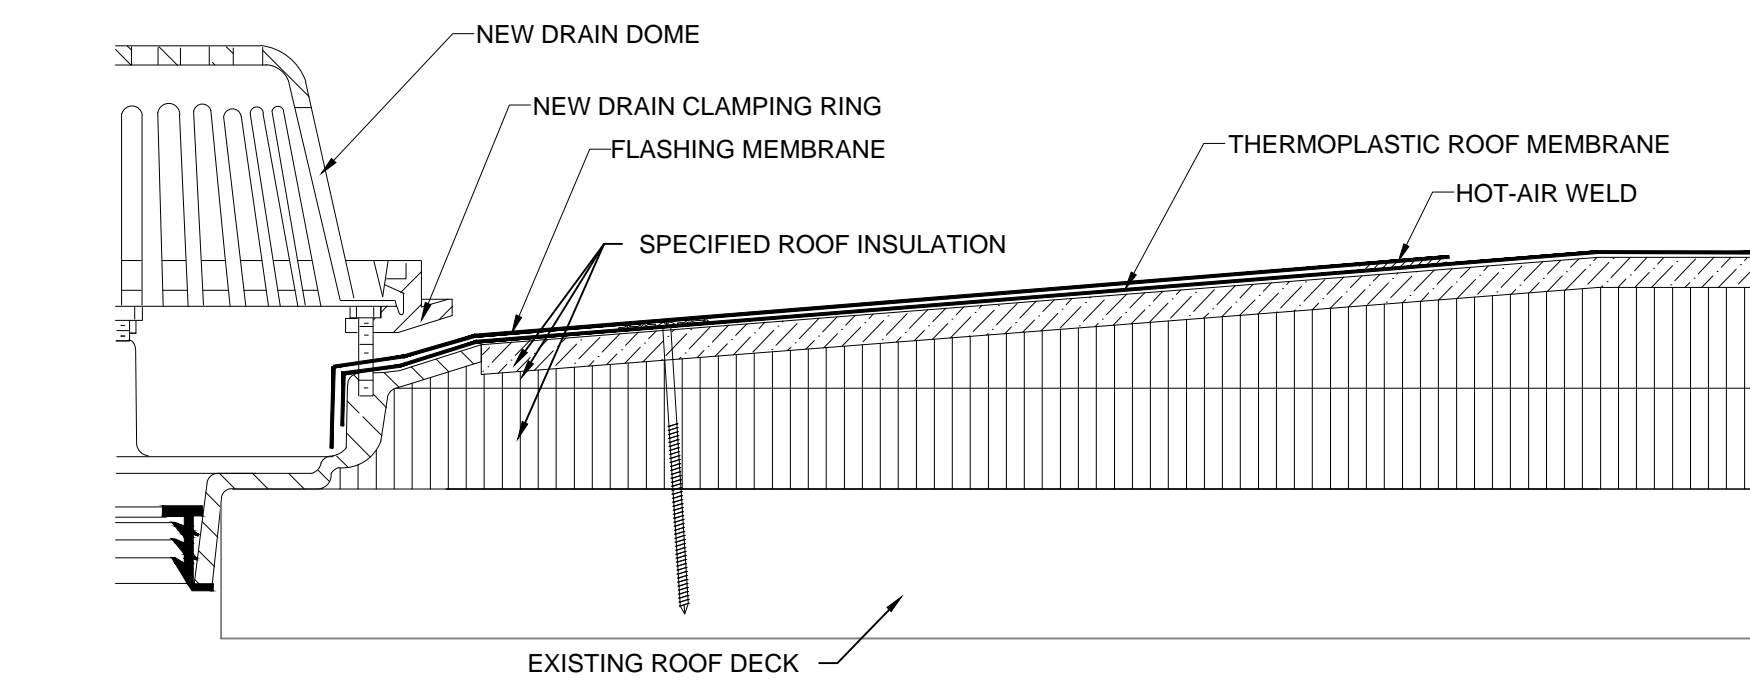 NEW DRAIN DOME
NEW DRAIN CLAMPING RING
FLASHING MEMBRANE
THERMOPLASTIC ROOF MEMBRANE
HOT-AIR WELD
SPECIFIED ROOF INSULATION
EXISTING ROOF DECK